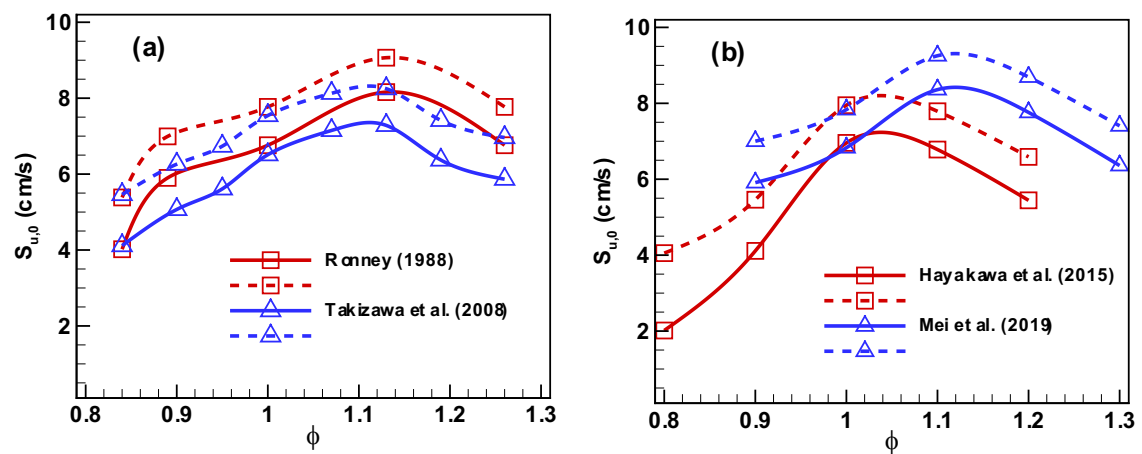 (a)
10
8
6
4
2
S_u,0 (cm/s)
0.8 0.9 1 1.1 1.2 1.3
ϕ
Ronney (1988)
Takizawa et al. (2008)
(b)
10
8
6
4
2
S_u,0 (cm/s)
0.8 0.9 1 1.1 1.2 1.3
ϕ
Hayakawa et al. (2015)
Mei et al. (2019)